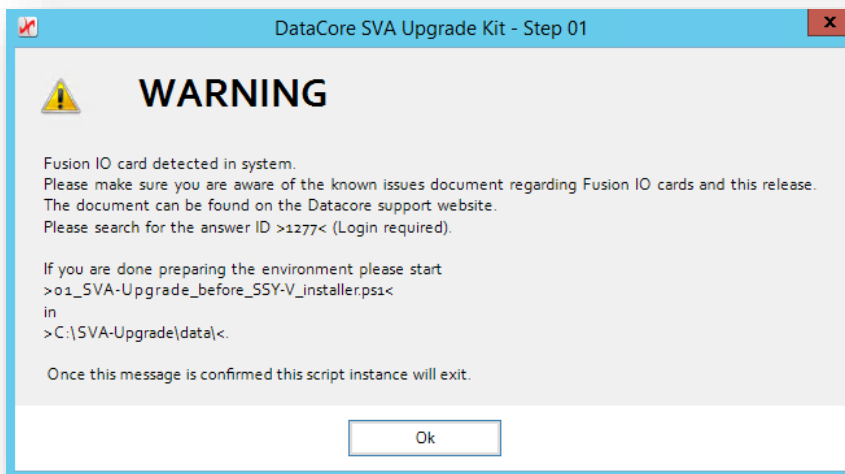 DataCore SVA Upgrade Kit - Step 01
x
WARNING
Fusion IO card detected in system.
Please make sure you are aware of the known issues document regarding Fusion IO cards and this release.
The document can be found on the Datacore support website.
Please search for the answer ID >1277< (Login required).
If you are done preparing the environment please start
>01_SVA-Upgrade_before_SSY-V_installer.ps1<
in
>C:\SVA-Upgrade\data\<.
Once this message is confirmed this script instance will exit.
Ok